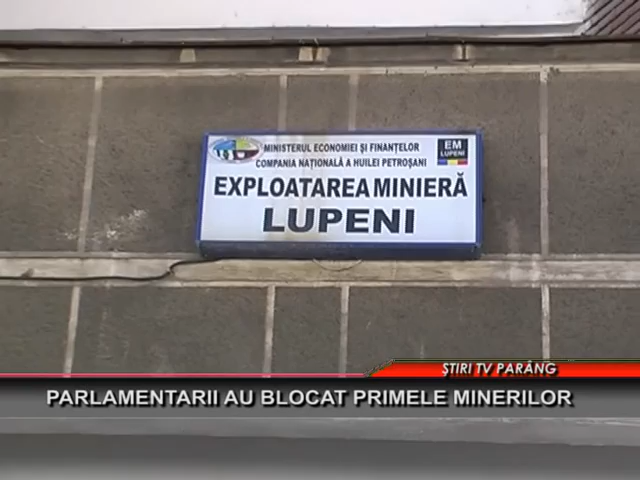 MINISTERUL ECONOMIEI ȘI FINANȚELOR
COMPANIA NAȚIONALĂ A HUILEI PETROȘANI
EM
LUPENI
EXPLOATAREA MINIERĂ
LUPENI
ȘTIRI TV PARÂNG
PARLAMENTARII AU BLOCAT PRIMELE MINERILOR